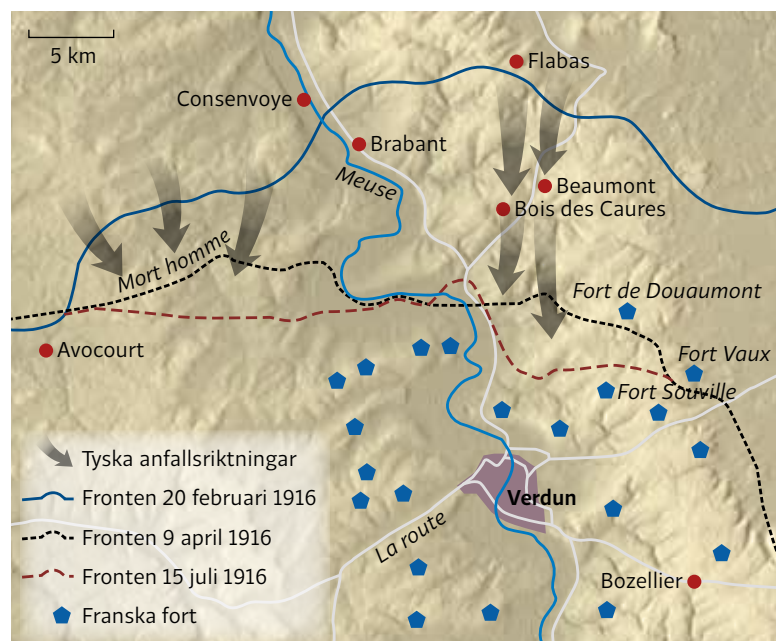 5 km
Flabas
Consenvoye
Brabant
Meuse
Beaumont
Bois des Caures
Mort homme
Fort de Douaumont
Avocourt
Fort Vaux
Fort Souville
Tyska anfallsriktningar
Fronten 20 februari 1916
Verdun
Fronten 9 april 1916
La route
Fronten 15 juli 1916
Bozellier
Franska fort